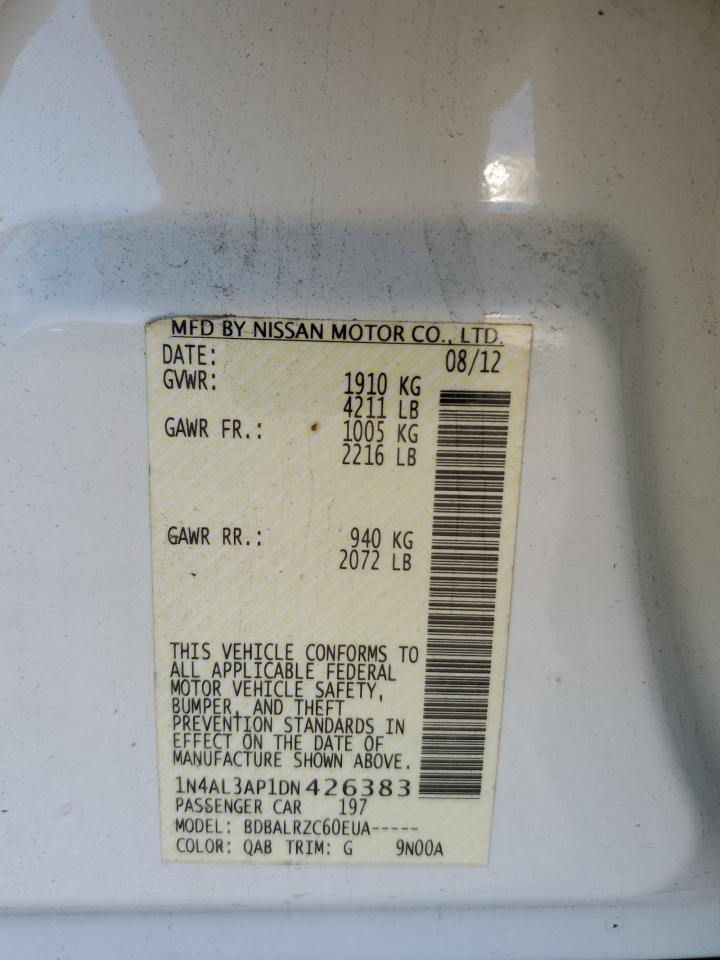 MFD BY NISSAN MOTOR CO., LTD.
DATE: 08/12
GVWR: 1910 KG
4211 LB
GAWR FR.: 1005 KG
2216 LB
GAWR RR.: 940 KG
2072 LB
THIS VEHICLE CONFORMS TO
ALL APPLICABLE FEDERAL
MOTOR VEHICLE SAFETY,
BUMPER, AND THEFT
PREVENTION STANDARDS IN
EFFECT ON THE DATE OF
MANUFACTURE SHOWN ABOVE.
1N4AL3AP1DN426383
PASSENGER CAR 197
MODEL: BDBALRZC60EUA-----
COLOR: QAB TRIM: G 9N00A